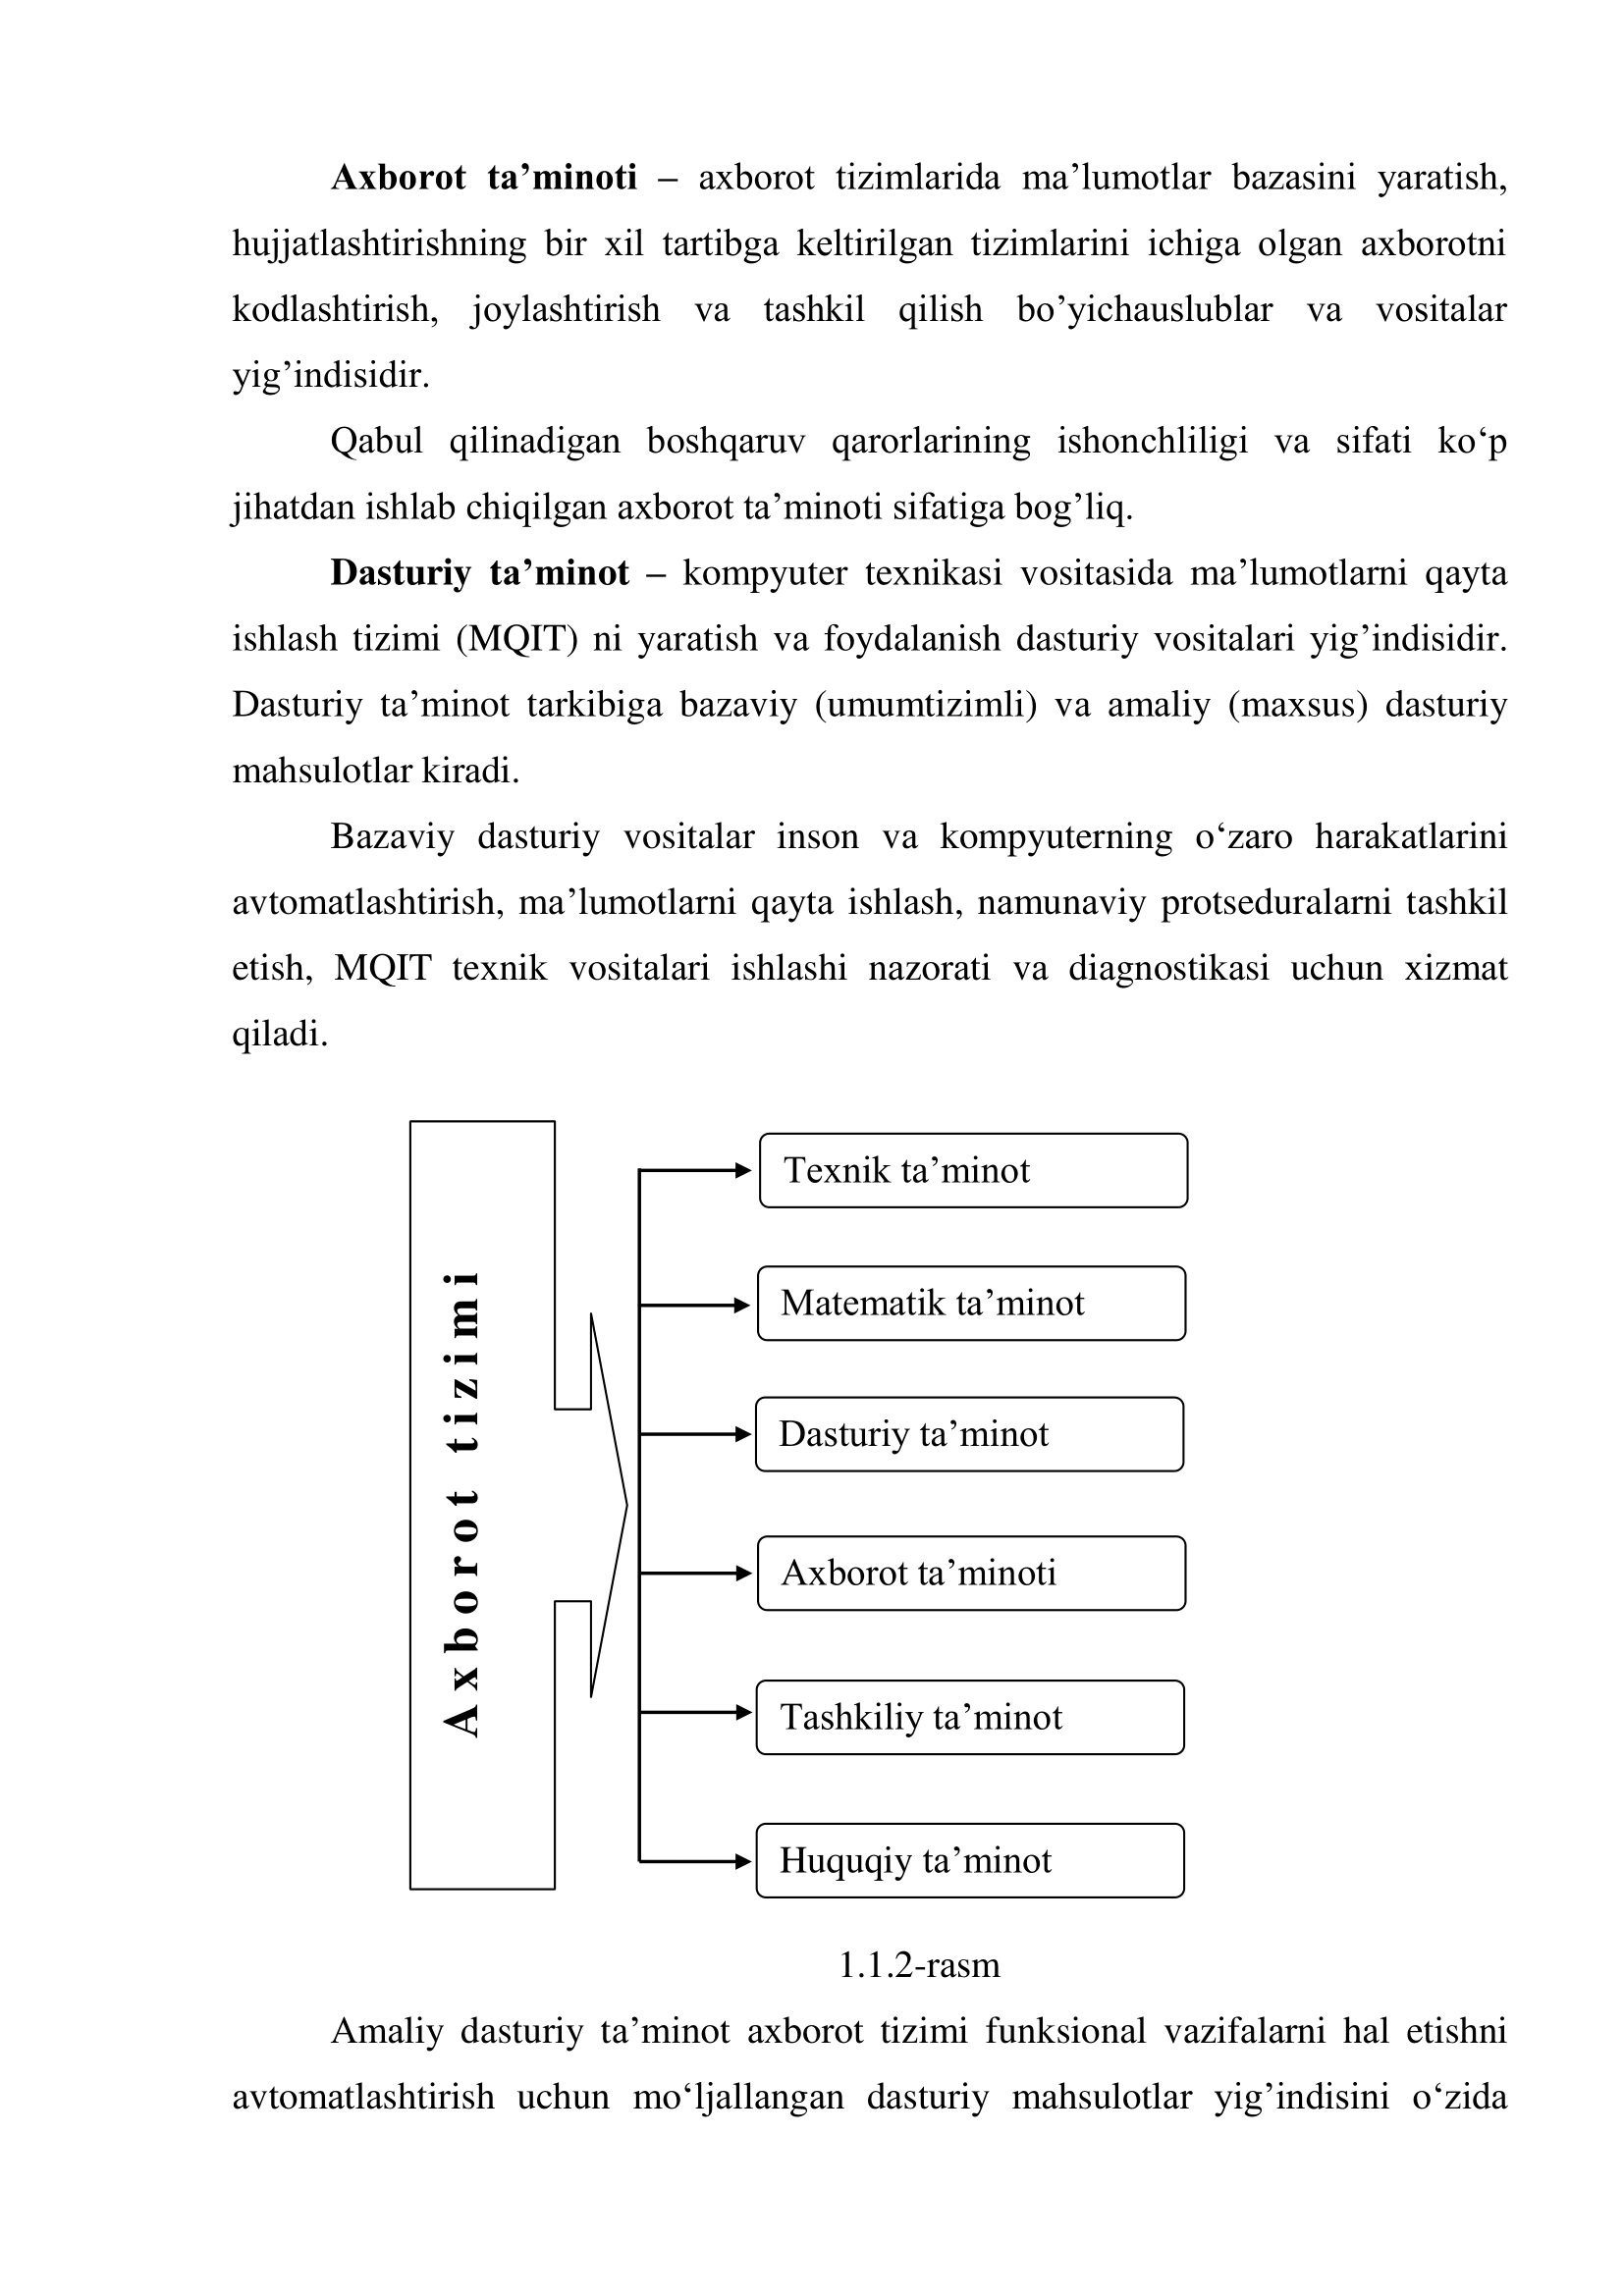 Axborot ta’minoti – axborot tizimlarida ma’lumotlar bazasini yaratish,
hujjatlashtirishning bir xil tartibga keltirilgan tizimlarini ichiga olgan axborotni
kodlashtirish, joylashtirish va tashkil qilish bo’yichauslublar va vositalar
yig’indisidir.
Qabul qilinadigan boshqaruv qarorlarining ishonchliligi va sifati ko‘p
jihatdan ishlab chiqilgan axborot ta’minoti sifatiga bog’liq.
Dasturiy ta’minot – kompyuter texnikasi vositasida ma’lumotlarni qayta
ishlash tizimi (MQIT) ni yaratish va foydalanish dasturiy vositalari yig’indisidir.
Dasturiy ta’minot tarkibiga bazaviy (umumtizimli) va amaliy (maxsus) dasturiy
mahsulotlar kiradi.
Bazaviy dasturiy vositalar inson va kompyuterning o‘zaro harakatlarini
avtomatlashtirish, ma’lumotlarni qayta ishlash, namunaviy protseduralarni tashkil
etish, MQIT texnik vositalari ishlashi nazorati va diagnostikasi uchun xizmat
qiladi.
Axborot tizimi
Texnik ta’minot
Matematik ta’minot
Dasturiy ta’minot
Axborot ta’minoti
Tashkiliy ta’minot
Huquqiy ta’minot
1.1.2-rasm
Amaliy dasturiy ta’minot axborot tizimi funksional vazifalarni hal etishni
avtomatlashtirish uchun mo‘ljallangan dasturiy mahsulotlar yig’indisini o‘zida